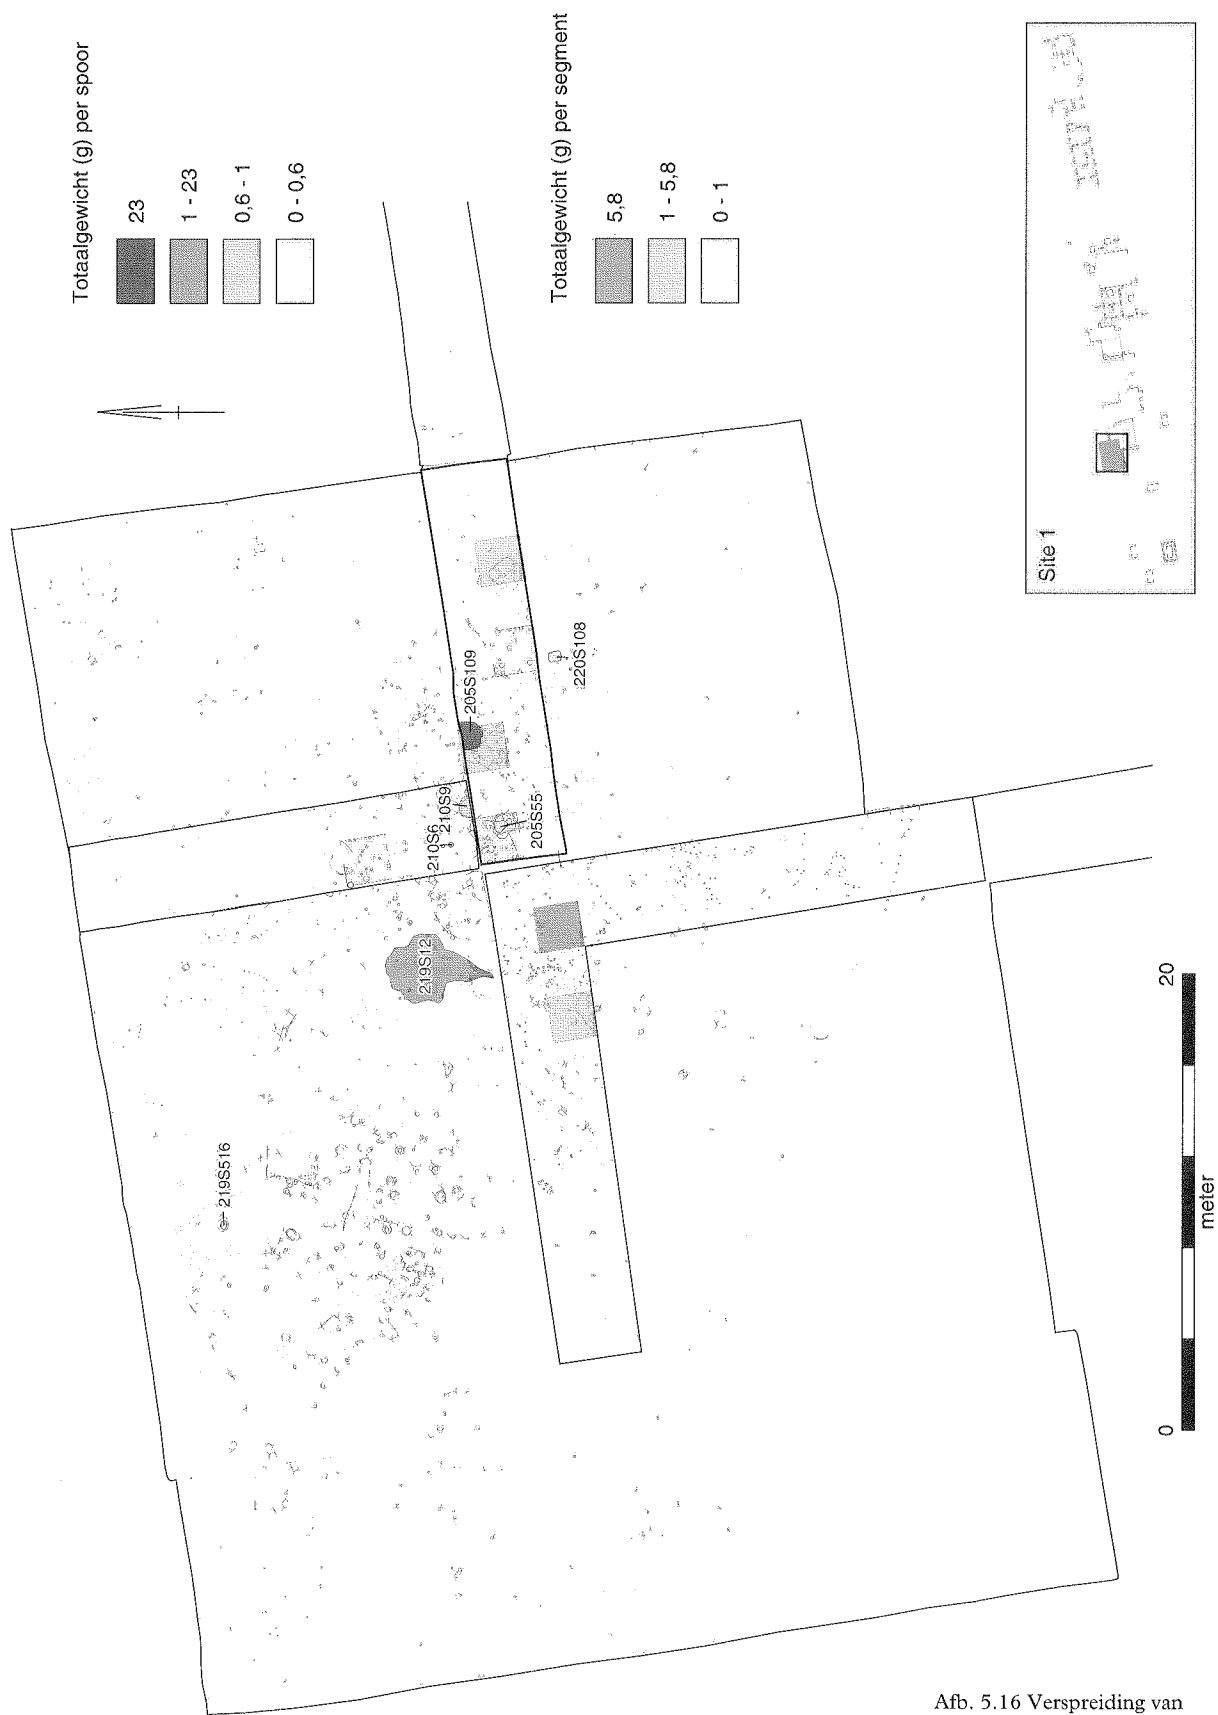 Totaalgewicht (g) per spoor
23
1 - 23
0,6 - 1
0 - 0,6
Totaalgewicht (g) per segment
5,8
1 - 5,8
0 - 1
205S109
220S108
210S9
210S6
205S55
219S12
219S516
Site 1
0
20
meter
Afb. 5.16 Verspreiding van